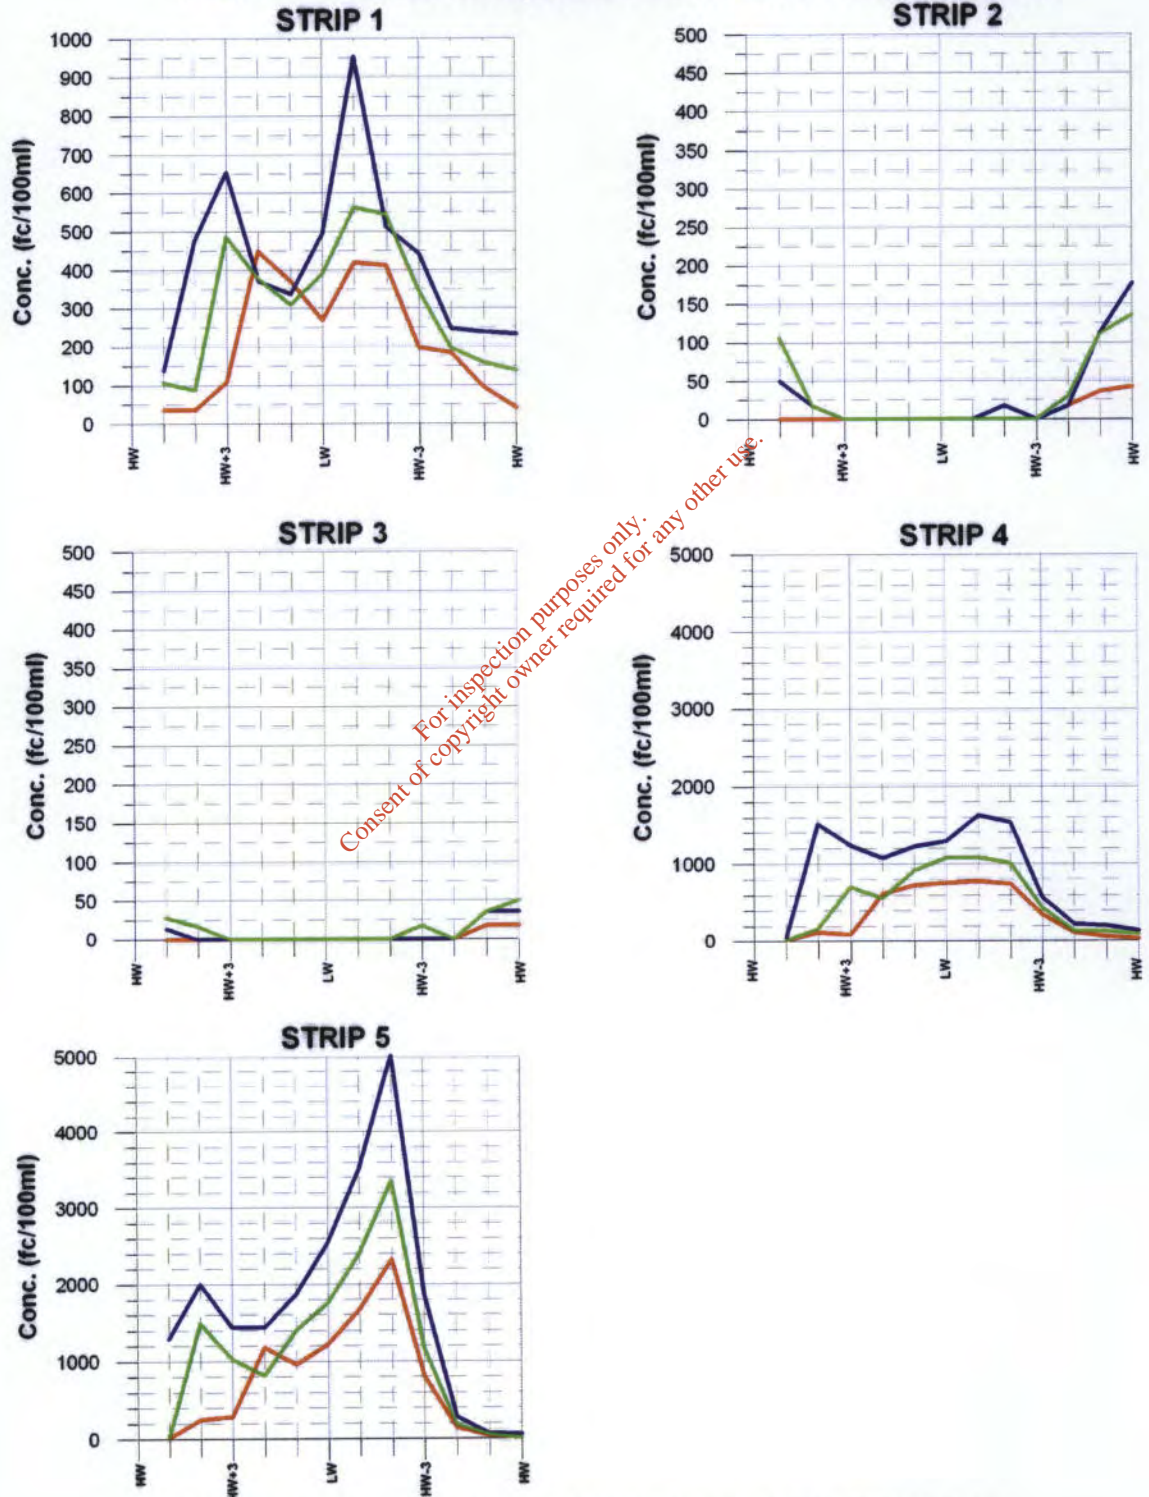 STRIP 1
1000
900
800
700
600
500
400
300
200
100
0
Conc. (fc/100ml)
HW
HW+3
LW
HW-3
HW
STRIP 2
500
450
400
350
300
250
200
150
100
50
0
Conc. (fc/100ml)
HW
HW+3
LW
HW-3
HW
For inspection purposes only.
Consent of copyright owner required for any other use.
STRIP 3
500
450
400
350
300
250
200
150
100
50
0
Conc. (fc/100ml)
HW
HW+3
LW
HW-3
HW
STRIP 4
5000
4000
3000
2000
1000
0
Conc. (fc/100ml)
HW
HW+3
LW
HW-3
HW
STRIP 5
5000
4000
3000
2000
1000
0
Conc. (fc/100ml)
HW
HW+3
LW
HW-3
HW